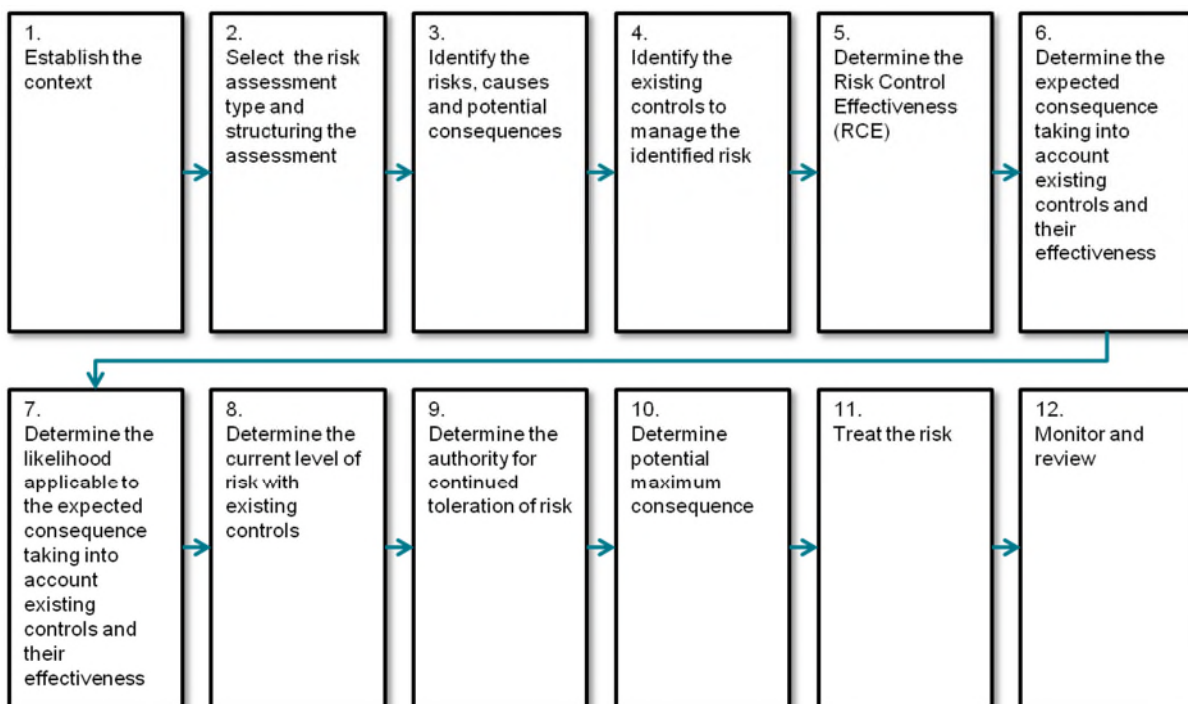 1.
Establish the
context
2.
Select the risk
assessment
type and
structuring the
assessment
3.
Identify the
risks, causes
and potential
consequences
4.
Identify the
existing
controls to
manage the
identified risk
5.
Determine the
Risk Control
Effectiveness
(RCE)
6.
Determine the
expected
consequence
taking into
account
existing
controls and
their
effectiveness
7.
Determine the
likelihood
applicable to
the expected
consequence
taking into
account
existing
controls and
their
effectiveness
8.
Determine the
current level of
risk with
existing
controls
9.
Determine the
authority for
continued
toleration of risk
10.
Determine
potential
maximum
consequence
11.
Treat the risk
12.
Monitor and
review